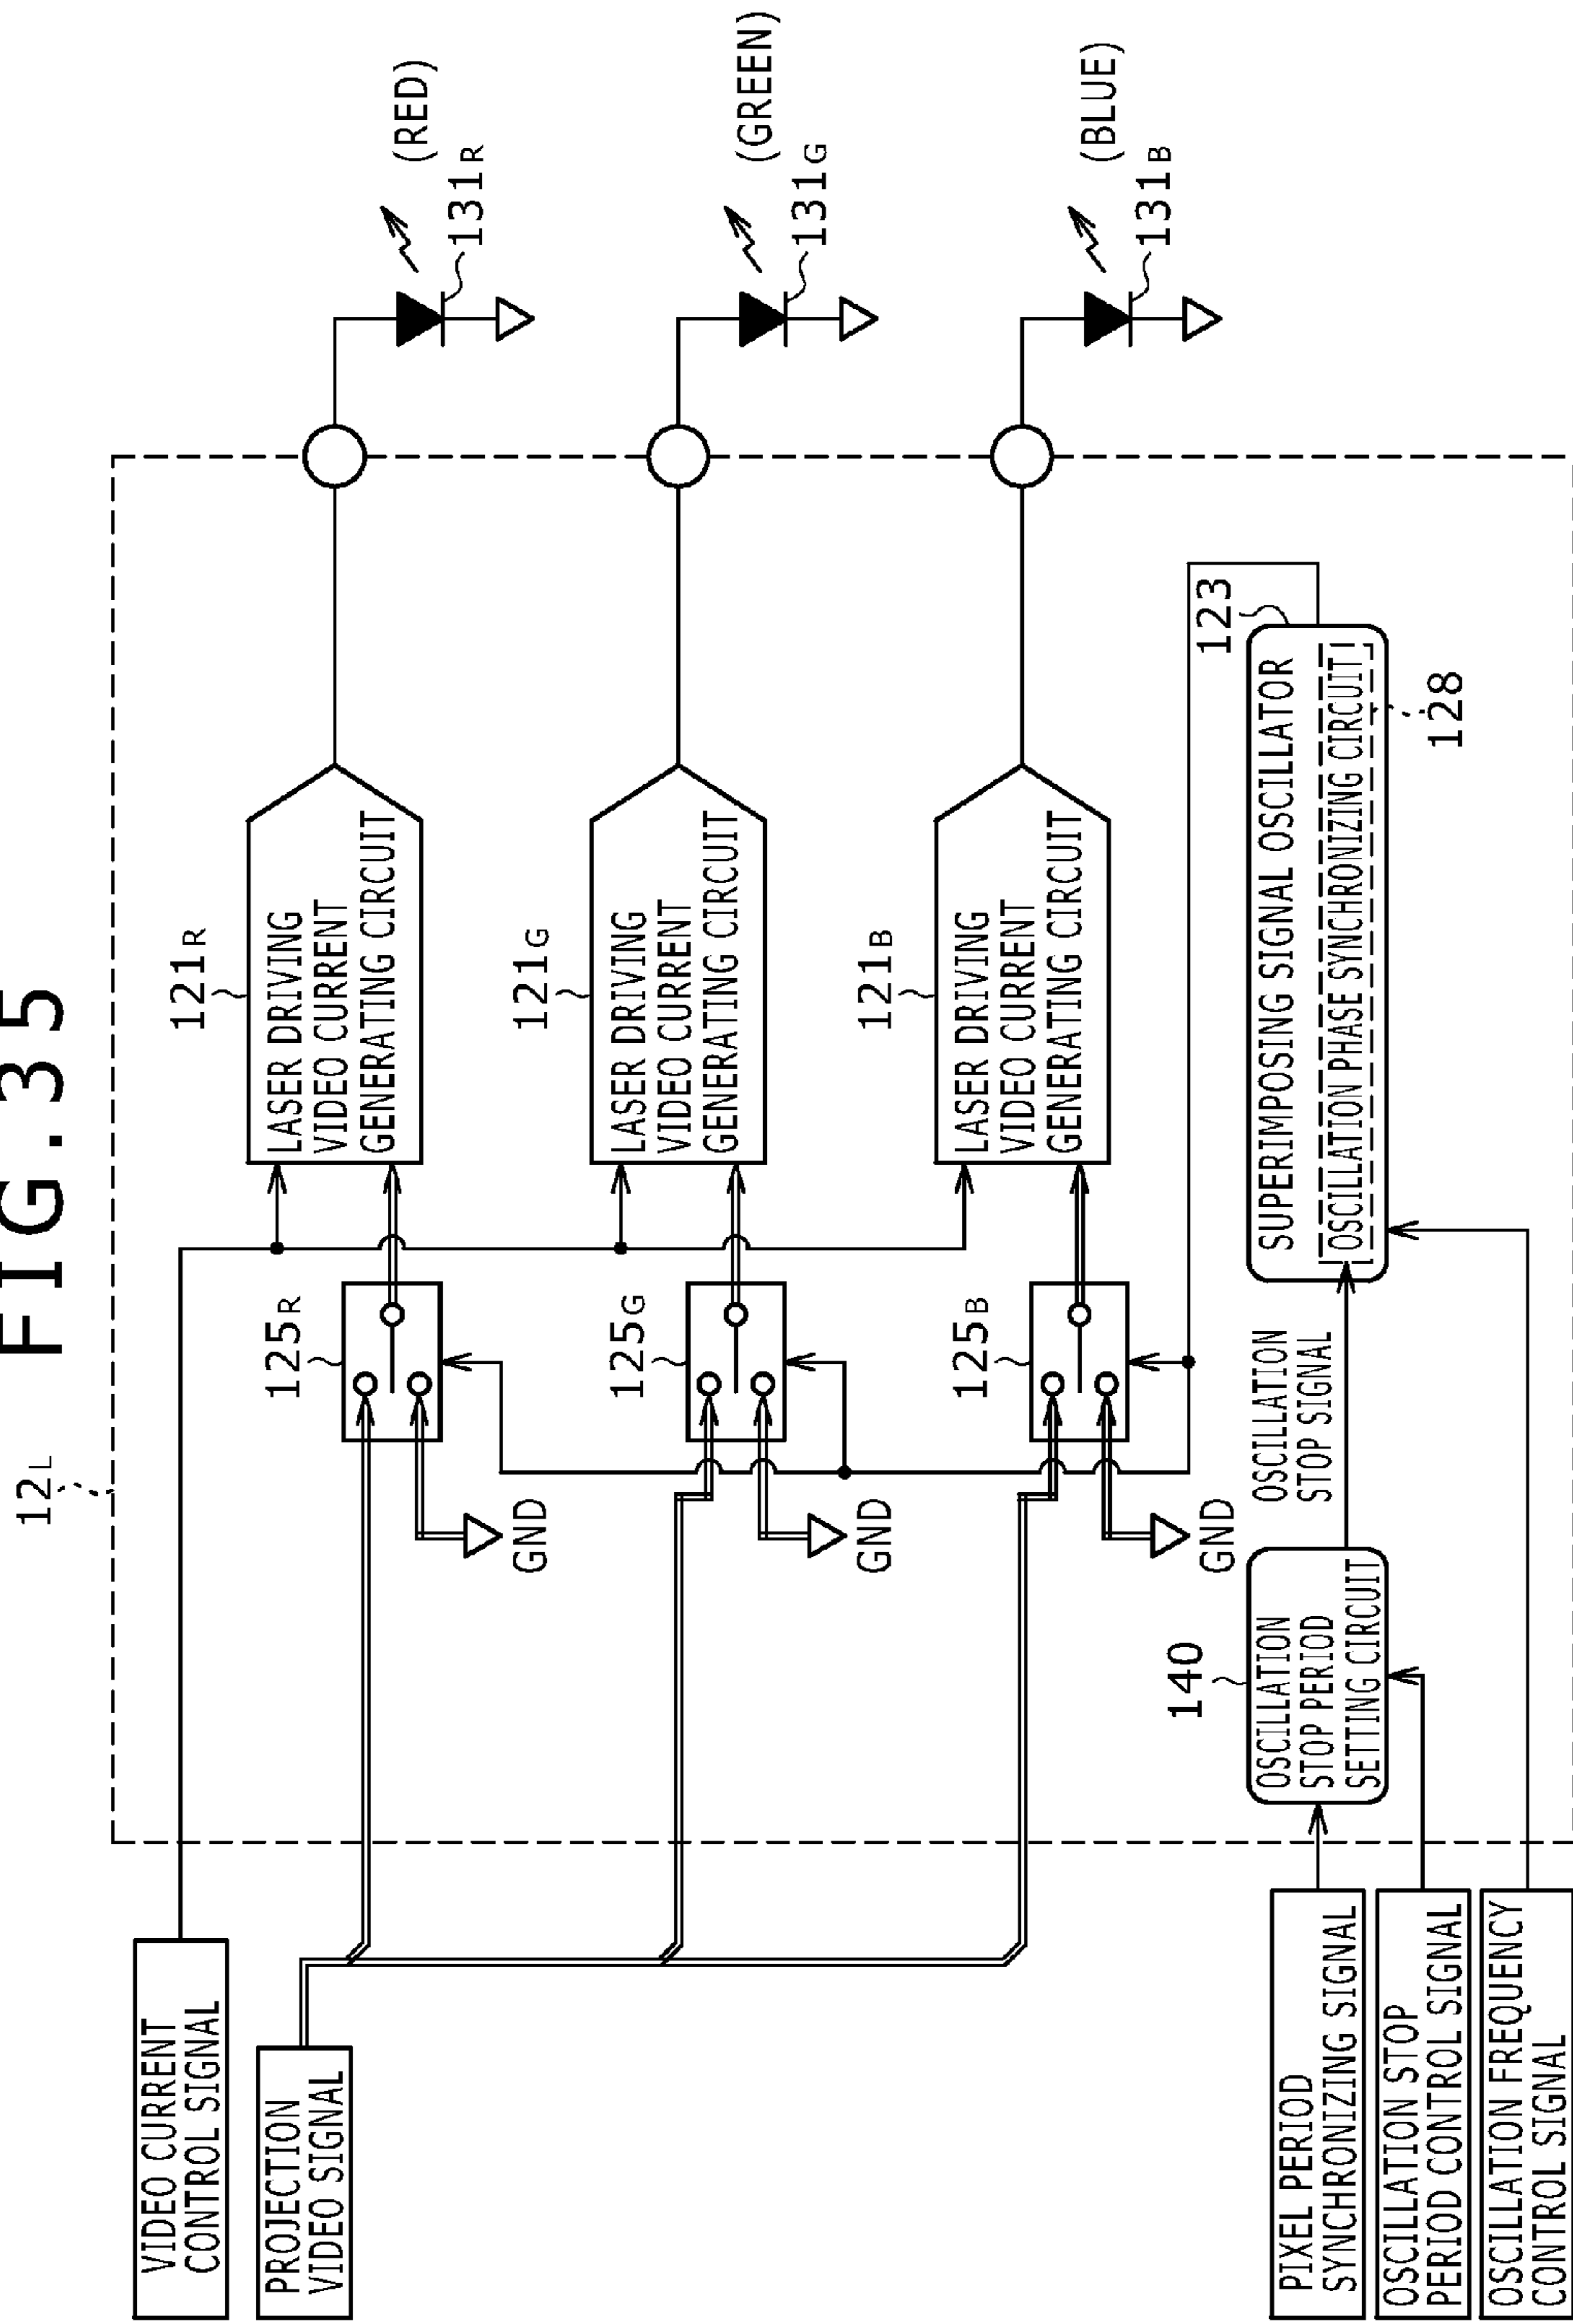 FIG.35
12L
VIDEO CURRENT
CONTROL SIGNAL
PROJECTION
VIDEO SIGNAL
125R
121R
LASER DRIVING
VIDEO CURRENT
GENERATING CIRCUIT
(RED)
131R
GND
125G
121G
LASER DRIVING
VIDEO CURRENT
GENERATING CIRCUIT
(GREEN)
131G
GND
125B
121B
LASER DRIVING
VIDEO CURRENT
GENERATING CIRCUIT
(BLUE)
131B
GND
140
OSCILLATION
STOP PERIOD
SETTING CIRCUIT
OSCILLATION
STOP SIGNAL
123
SUPERIMPOSING SIGNAL OSCILLATOR
OSCILLATION PHASE SYNCHRONIZING CIRCUIT
128
PIXEL PERIOD
SYNCHRONIZING SIGNAL
OSCILLATION STOP
PERIOD CONTROL SIGNAL
OSCILLATION FREQUENCY
CONTROL SIGNAL